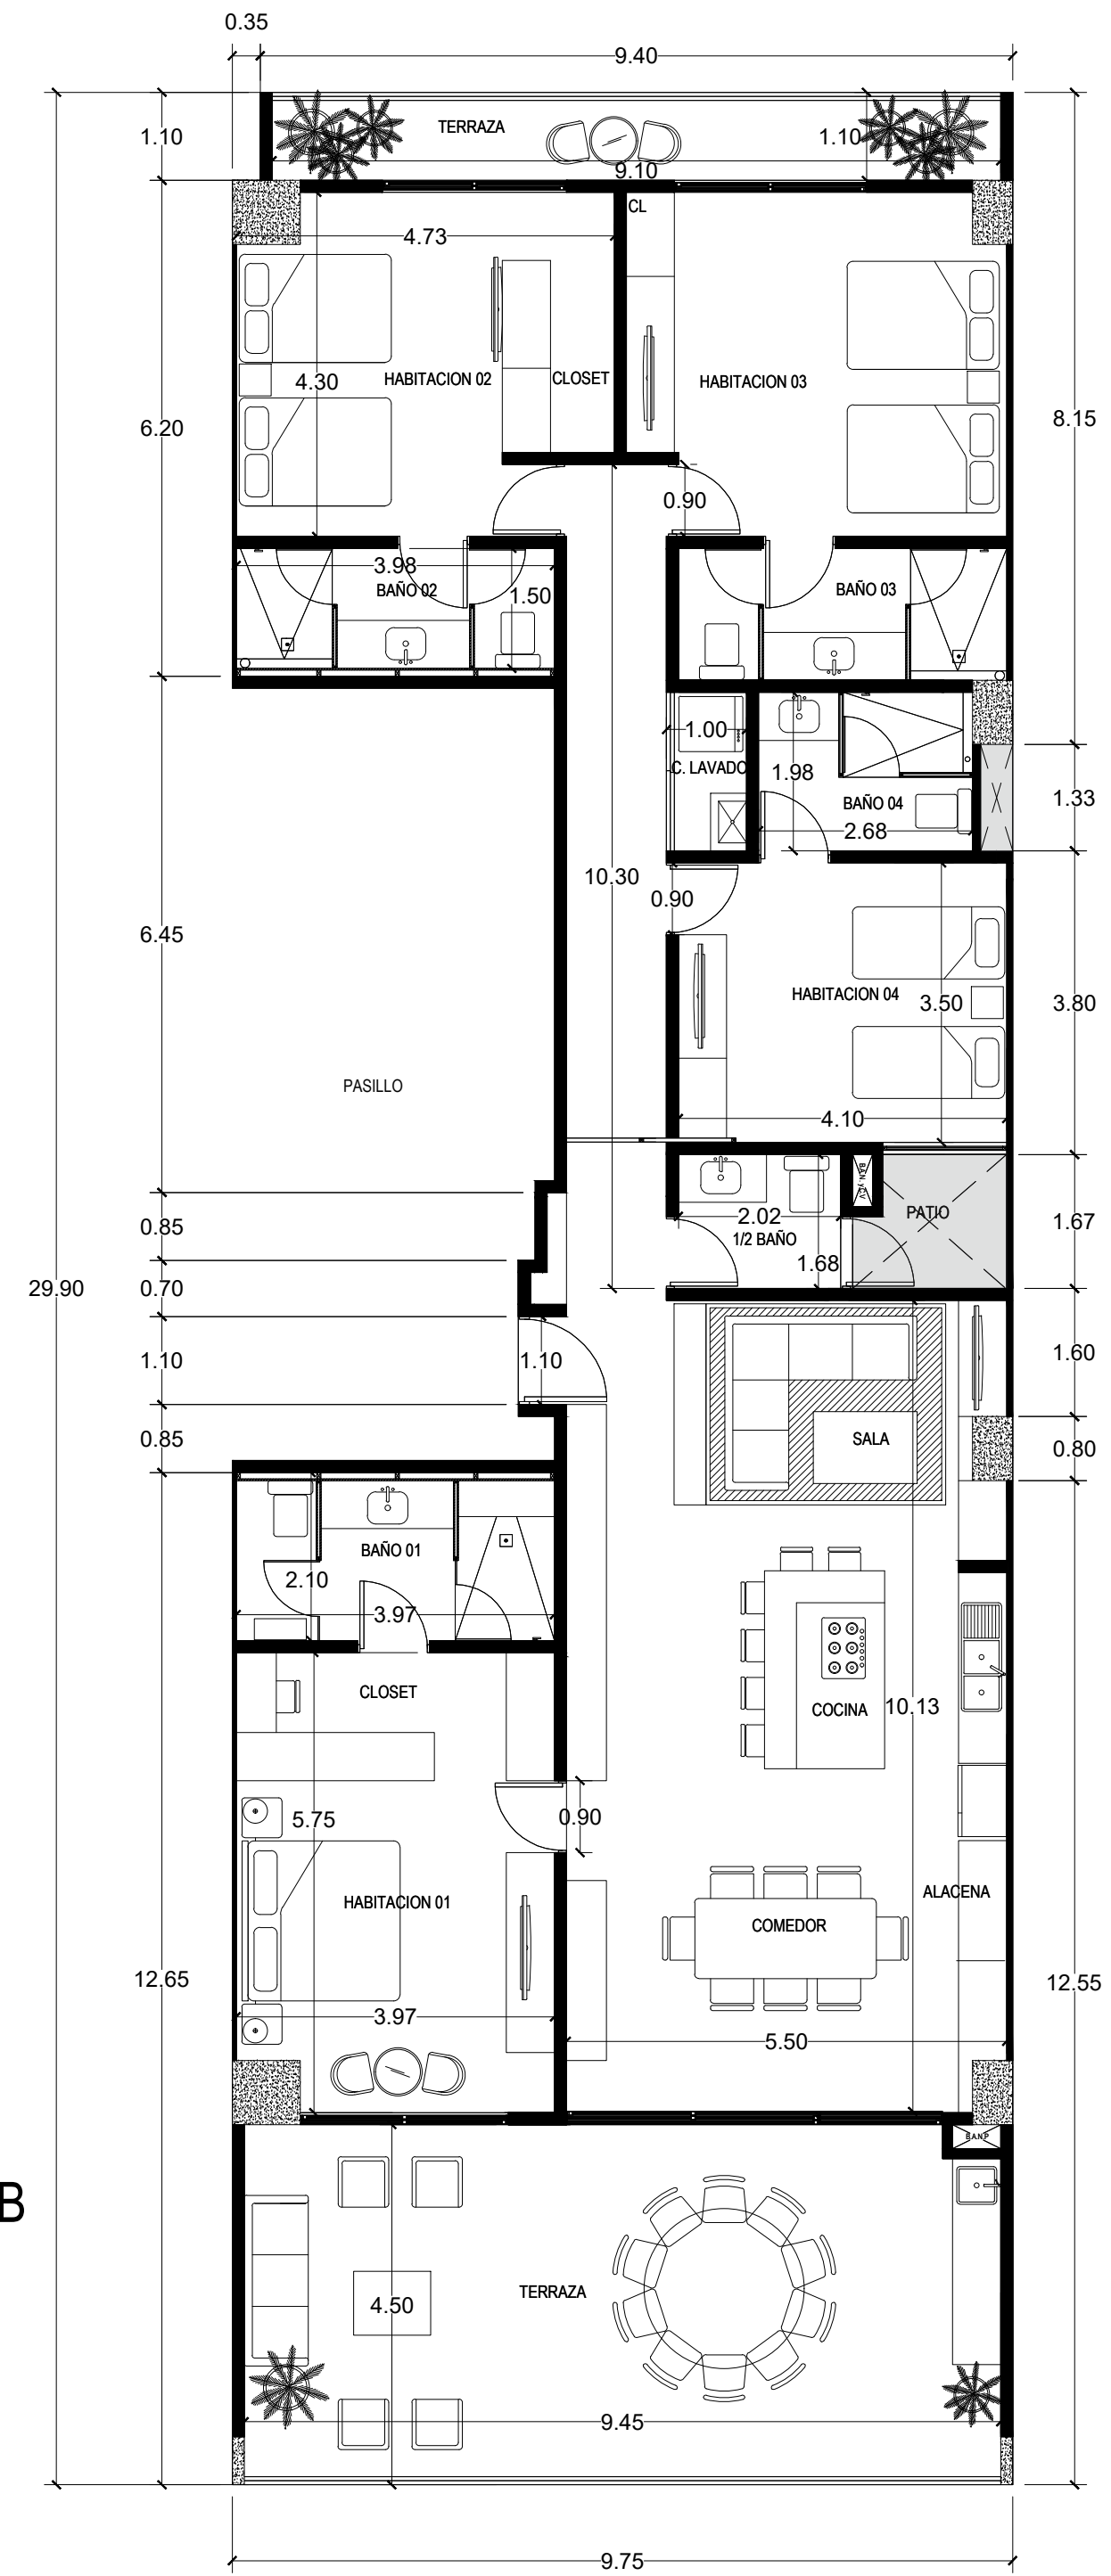 0.35
9.40
1.10
TERRAZA
1.10
9.10
CL
4.73
4.30
HABITACION 02
CLOSET
HABITACION 03
6.20
8.15
0.90
3.98
BAÑO 02
1.50
BAÑO 03
1.00
C. LAVADO
1.98
BAÑO 04
2.68
1.33
10.30
0.90
6.45
HABITACION 04
3.50
3.80
PASILLO
4.10
BAN yCV
PATIO
2.02
1/2 BAÑO
1.67
0.85
1.68
29.90
0.70
1.10
1.10
1.60
0.85
SALA
0.80
BAÑO 01
2.10
3.97
CLOSET
COCINA
10.13
5.75
0.90
HABITACION 01
ALACENA
COMEDOR
12.65
12.55
3.97
5.50
B.A.N.P
B
TERRAZA
4.50
9.45
9.75